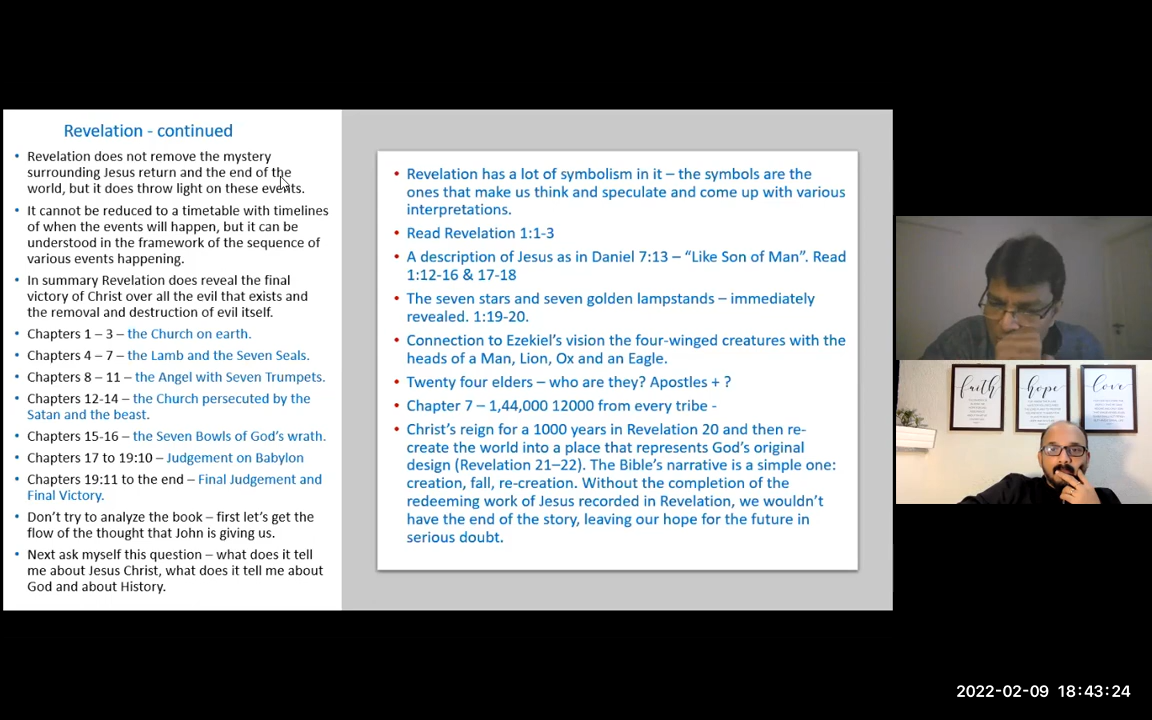 Revelation - continued
• Revelation does not remove the mystery
surrounding Jesus return and the end of the
world, but it does throw light on these events.
• It cannot be reduced to a timetable with timelines
of when the events will happen, but it can be
understood in the framework of the sequence of
various events happening.
• In summary Revelation does reveal the final
victory of Christ over all the evil that exists and
the removal and destruction of evil itself.
• Chapters 1 – 3 – the Church on earth.
• Chapters 4 – 7 – the Lamb and the Seven Seals.
• Chapters 8 – 11 – the Angel with Seven Trumpets.
• Chapters 12-14 – the Church persecuted by the
Satan and the beast.
• Chapters 15-16 – the Seven Bowls of God’s wrath.
• Chapters 17 to 19:10 – Judgement on Babylon
• Chapters 19:11 to the end – Final Judgement and
Final Victory.
• Don’t try to analyze the book – first let’s get the
flow of the thought that John is giving us.
• Next ask myself this question – what does it tell
me about Jesus Christ, what does it tell me about
God and about History.
• Revelation has a lot of symbolism in it – the symbols are the
ones that make us think and speculate and come up with various
interpretations.
• Read Revelation 1:1-3
• A description of Jesus as in Daniel 7:13 – “Like Son of Man”. Read
1:12-16 & 17-18
• The seven stars and seven golden lampstands – immediately
revealed. 1:19-20.
• Connection to Ezekiel’s vision the four-winged creatures with the
heads of a Man, Lion, Ox and an Eagle.
• Twenty four elders – who are they? Apostles + ?
• Chapter 7 – 1,44,000 12000 from every tribe -
• Christ’s reign for a 1000 years in Revelation 20 and then re-
create the world into a place that represents God’s original
design (Revelation 21–22). The Bible’s narrative is a simple one:
creation, fall, re-creation. Without the completion of the
redeeming work of Jesus recorded in Revelation, we wouldn’t
have the end of the story, leaving our hope for the future in
serious doubt.
faith
hope
love
2022-02-09 18:43:24